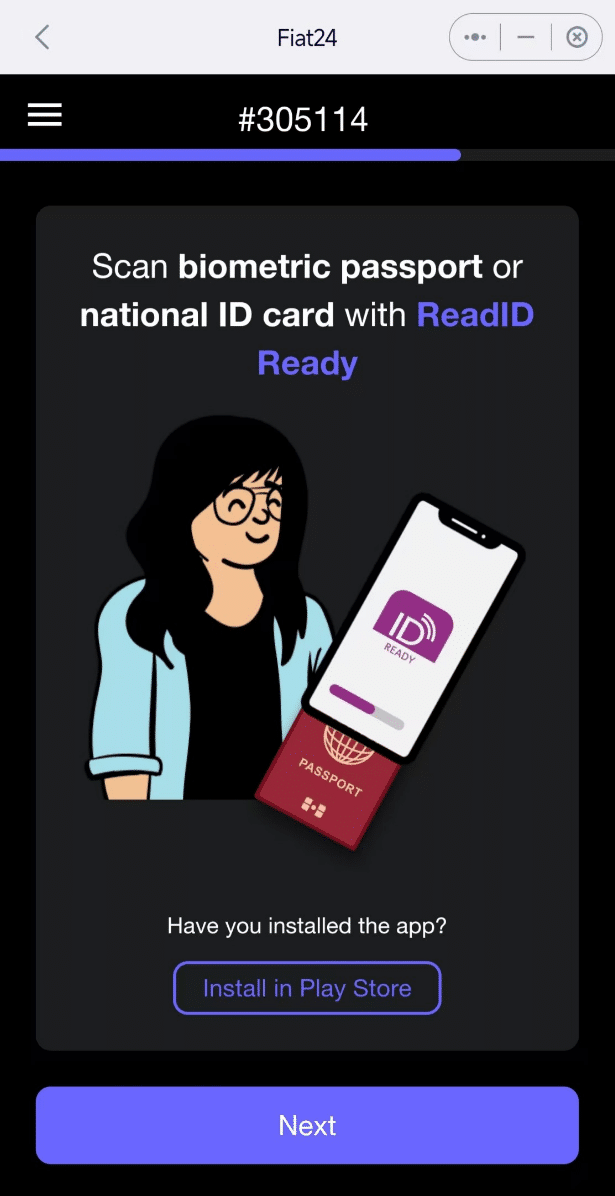 Fiat24
#305114
Scan biometric passport or
national ID card with ReadID
Ready
ID
READY
PASSPORT
Have you installed the app?
Install in Play Store
Next